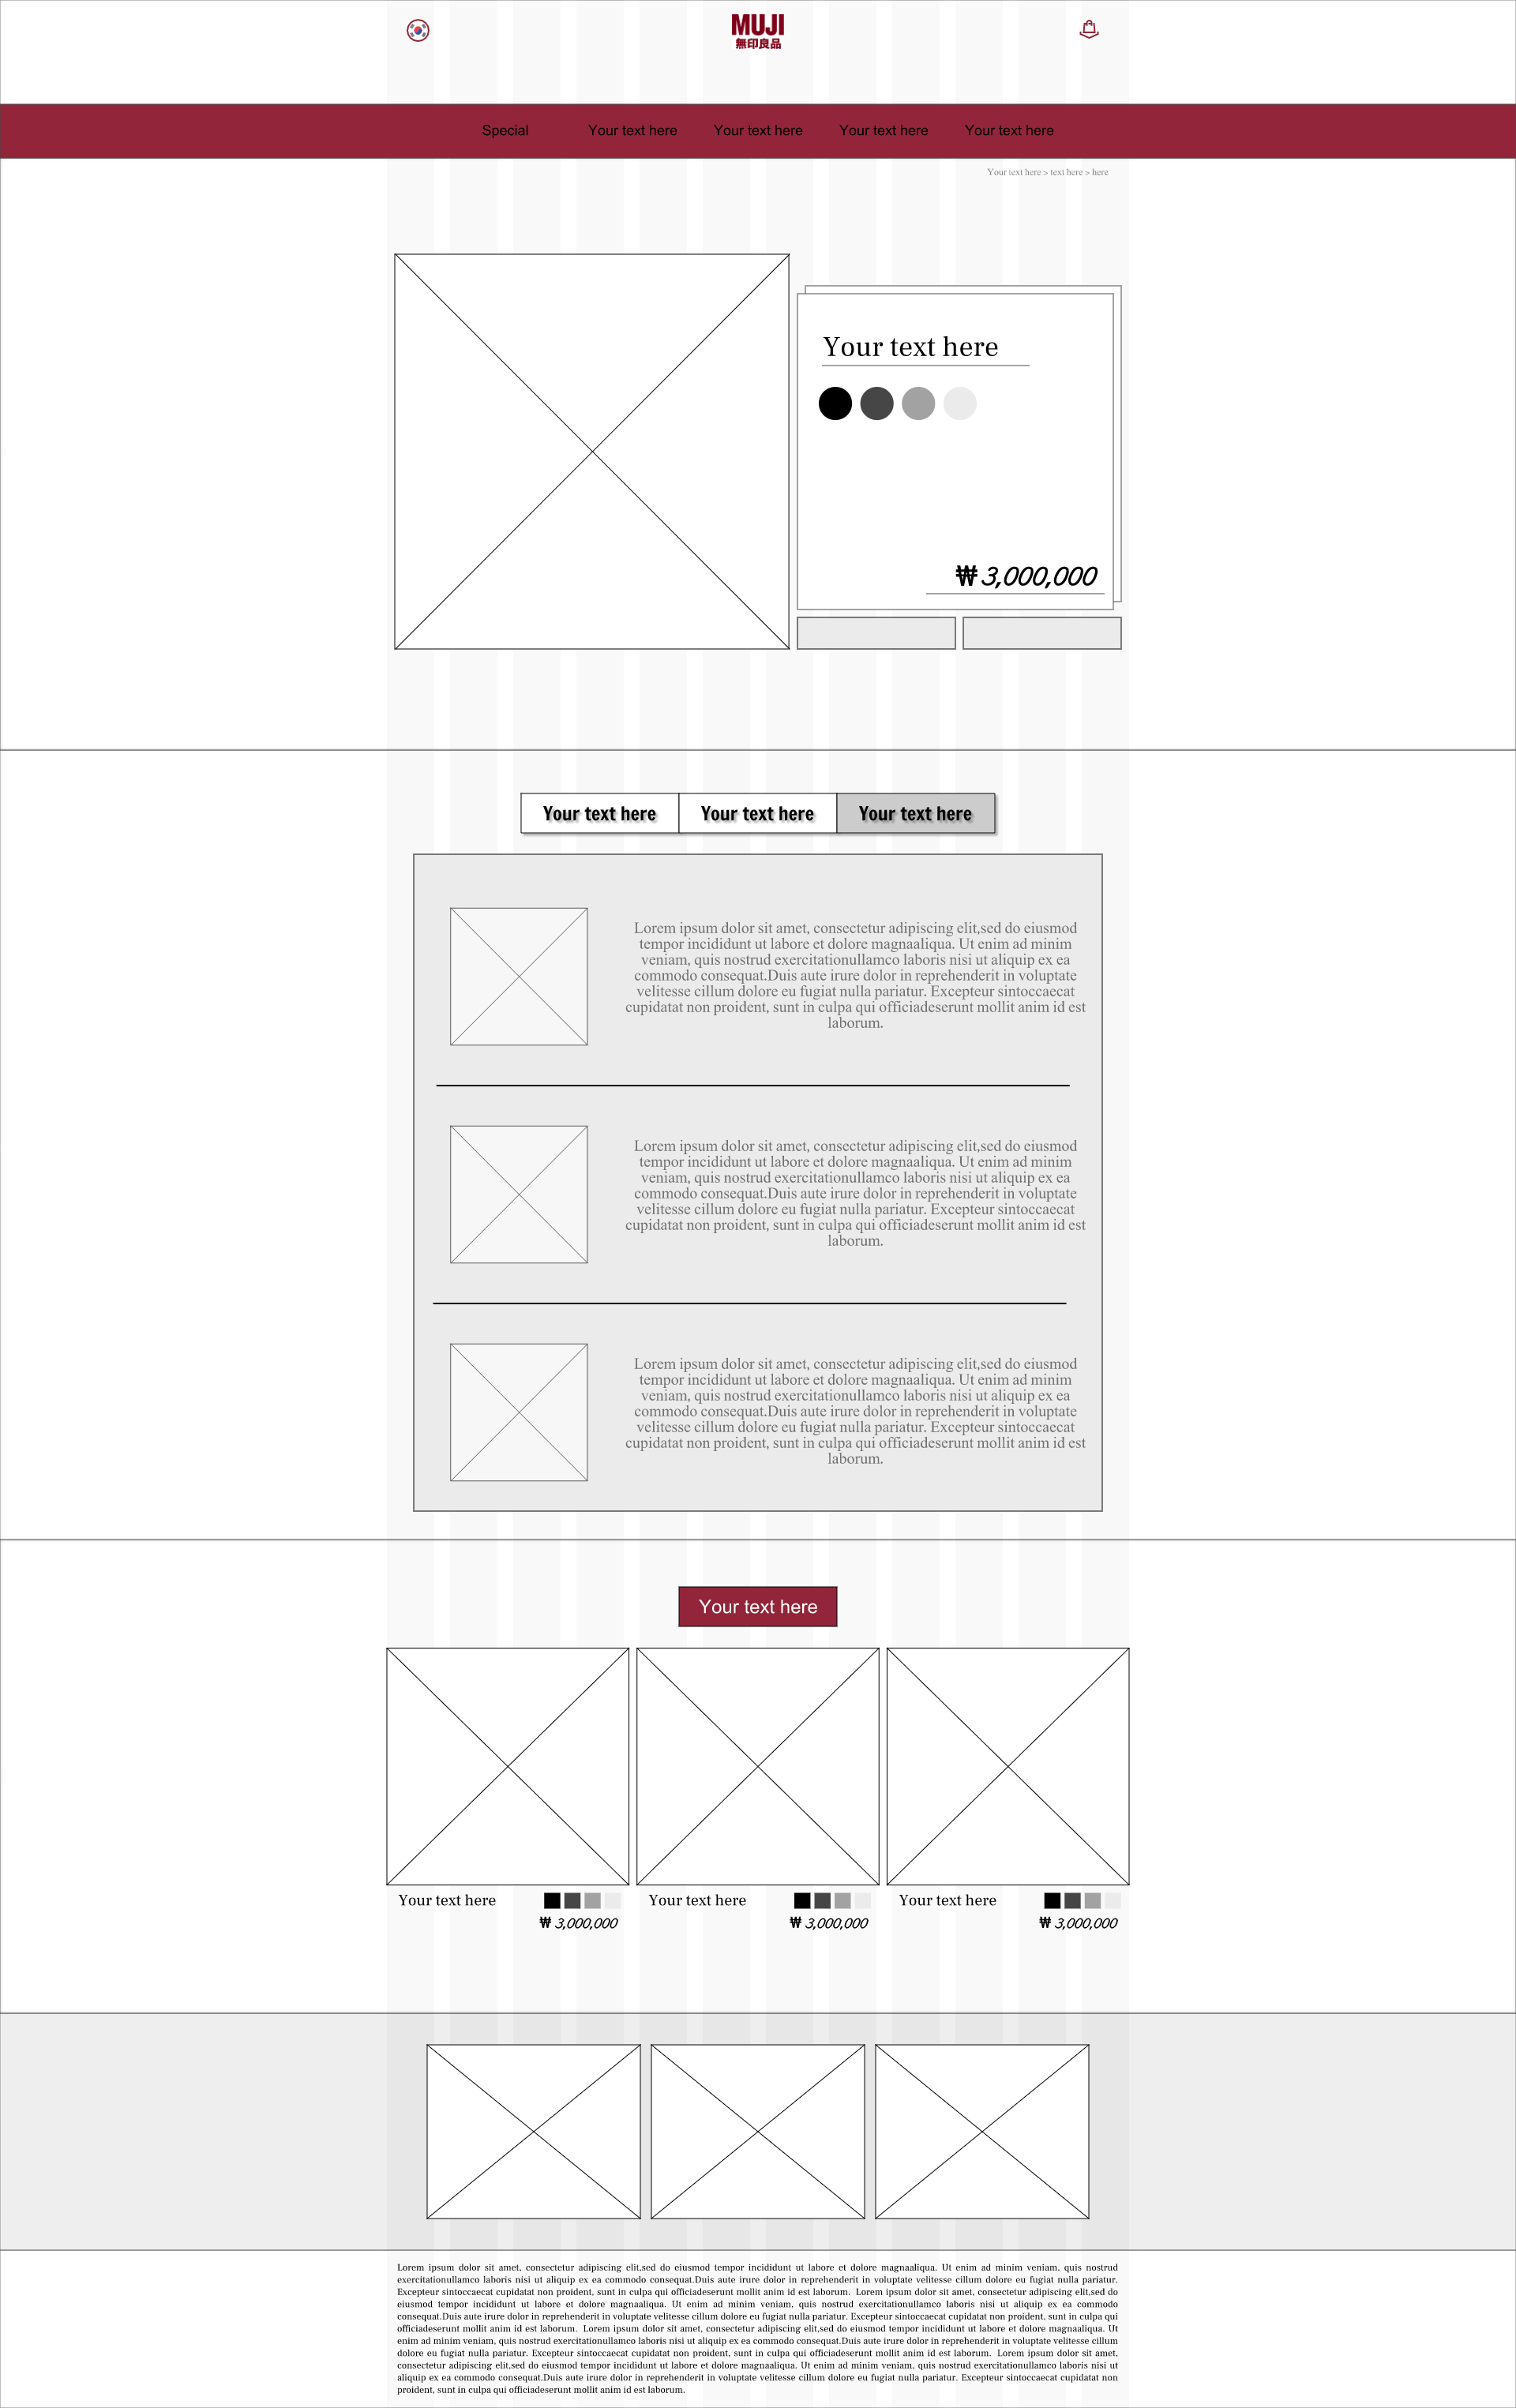 MUJI
無印良品
Special
Your text here
Your text here
Your text here
Your text here
Your text here > text here > here
Your text here
₩ 3,000,000
Your text here
Your text here
Your text here
Lorem ipsum dolor sit amet, consectetur adipiscing elit,sed do eiusmod
tempor incididunt ut labore et dolore magnaaliqua. Ut enim ad minim
veniam, quis nostrud exercitationullamco laboris nisi ut aliquip ex ea
commodo consequat.Duis aute irure dolor in reprehenderit in voluptate
velitesse cillum dolore eu fugiat nulla pariatur. Excepteur sintoccaecat
cupidatat non proident, sunt in culpa qui officiadeserunt mollit anim id est
laborum.
Lorem ipsum dolor sit amet, consectetur adipiscing elit,sed do eiusmod
tempor incididunt ut labore et dolore magnaaliqua. Ut enim ad minim
veniam, quis nostrud exercitationullamco laboris nisi ut aliquip ex ea
commodo consequat.Duis aute irure dolor in reprehenderit in voluptate
velitesse cillum dolore eu fugiat nulla pariatur. Excepteur sintoccaecat
cupidatat non proident, sunt in culpa qui officiadeserunt mollit anim id est
laborum.
Lorem ipsum dolor sit amet, consectetur adipiscing elit,sed do eiusmod
tempor incididunt ut labore et dolore magnaaliqua. Ut enim ad minim
veniam, quis nostrud exercitationullamco laboris nisi ut aliquip ex ea
commodo consequat.Duis aute irure dolor in reprehenderit in voluptate
velitesse cillum dolore eu fugiat nulla pariatur. Excepteur sintoccaecat
cupidatat non proident, sunt in culpa qui officiadeserunt mollit anim id est
laborum.
Your text here
Your text here
₩ 3,000,000
Your text here
₩ 3,000,000
Your text here
₩ 3,000,000
Lorem ipsum dolor sit amet, consectetur adipiscing elit,sed do eiusmod tempor incididunt ut labore et dolore magnaaliqua. Ut enim ad minim veniam, quis nostrud
exercitationullamco laboris nisi ut aliquip ex ea commodo consequat.Duis aute irure dolor in reprehenderit in voluptate velitesse cillum dolore eu fugiat nulla pariatur.
Excepteur sintoccaecat cupidatat non proident, sunt in culpa qui officiadeserunt mollit anim id est laborum. Lorem ipsum dolor sit amet, consectetur adipiscing elit,sed do
eiusmod tempor incididunt ut labore et dolore magnaaliqua. Ut enim ad minim veniam, quis nostrud exercitationullamco laboris nisi ut aliquip ex ea commodo
consequat.Duis aute irure dolor in reprehenderit in voluptate velitesse cillum dolore eu fugiat nulla pariatur. Excepteur sintoccaecat cupidatat non proident, sunt in culpa qui
officiadeserunt mollit anim id est laborum. Lorem ipsum dolor sit amet, consectetur adipiscing elit,sed do eiusmod tempor incididunt ut labore et dolore magnaaliqua. Ut
enim ad minim veniam, quis nostrud exercitationullamco laboris nisi ut aliquip ex ea commodo consequat.Duis aute irure dolor in reprehenderit in voluptate velitesse cillum
dolore eu fugiat nulla pariatur. Excepteur sintoccaecat cupidatat non proident, sunt in culpa qui officiadeserunt mollit anim id est laborum. Lorem ipsum dolor sit amet,
consectetur adipiscing elit,sed do eiusmod tempor incididunt ut labore et dolore magnaaliqua. Ut enim ad minim veniam, quis nostrud exercitationullamco laboris nisi ut
aliquip ex ea commodo consequat.Duis aute irure dolor in reprehenderit in voluptate velitesse cillum dolore eu fugiat nulla pariatur. Excepteur sintoccaecat cupidatat non
proident, sunt in culpa qui officiadeserunt mollit anim id est laborum.